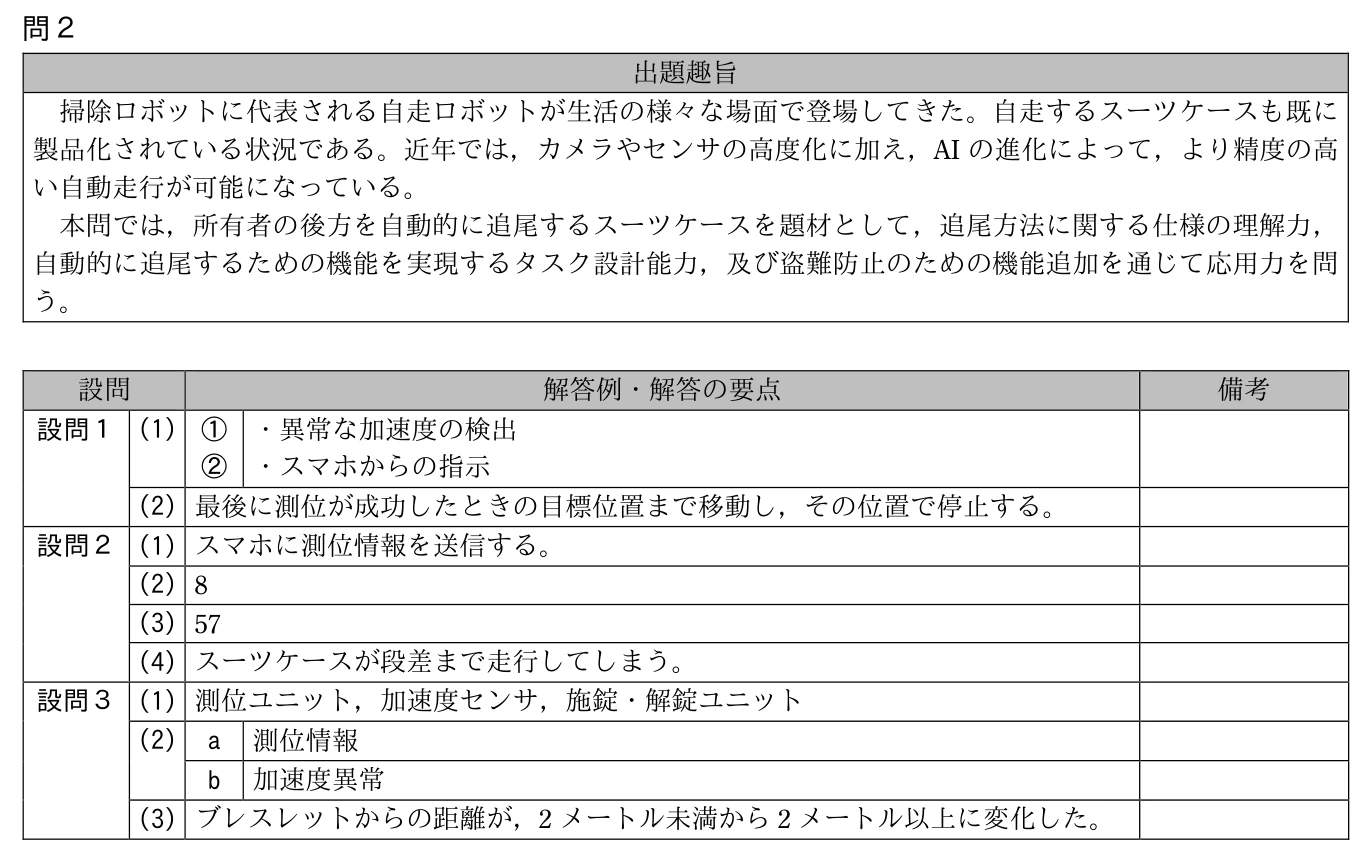 問2
出題趣旨
掃除ロボットに代表される自走ロボットが生活の様々な場面で登場してきた。自走するスーツケースも既に
製品化されている状況である。近年では，カメラやセンサの高度化に加え，AI の進化によって，より精度の高
い自動走行が可能になっている。
本問では，所有者の後方を自動的に追尾するスーツケースを題材として，追尾方法に関する仕様の理解力，
自動的に追尾するための機能を実現するタスク設計能力，及び盗難防止のための機能追加を通じて応用力を問
う。
設問 解答例・解答の要点 備考
設問1 (1) ① ・異常な加速度の検出
② ・スマホからの指示
(2) 最後に測位が成功したときの目標位置まで移動し，その位置で停止する。
設問2 (1) スマホに測位情報を送信する。
(2) 8
(3) 57
(4) スーツケースが段差まで走行してしまう。
設問3 (1) 測位ユニット，加速度センサ，施錠・解錠ユニット
(2) a 測位情報
b 加速度異常
(3) ブレスレットからの距離が，2 メートル未満から 2 メートル以上に変化した。